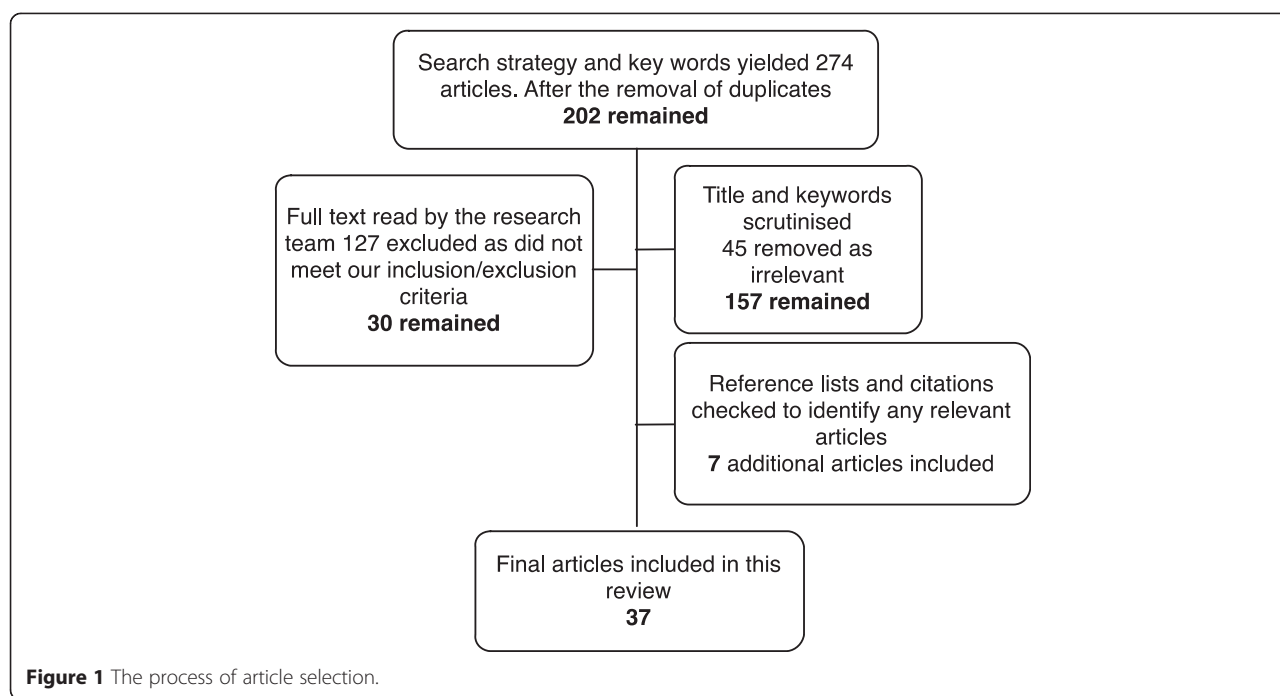 Search strategy and key words yielded 274
articles. After the removal of duplicates
202 remained
Title and keywords
scrutinised
45 removed as
irrelevant
157 remained
Full text read by the research
team 127 excluded as did not
meet our inclusion/exclusion
criteria
30 remained
Reference lists and citations
checked to identify any relevant
articles
7 additional articles included
Final articles included in this
review
37
Figure 1 The process of article selection.